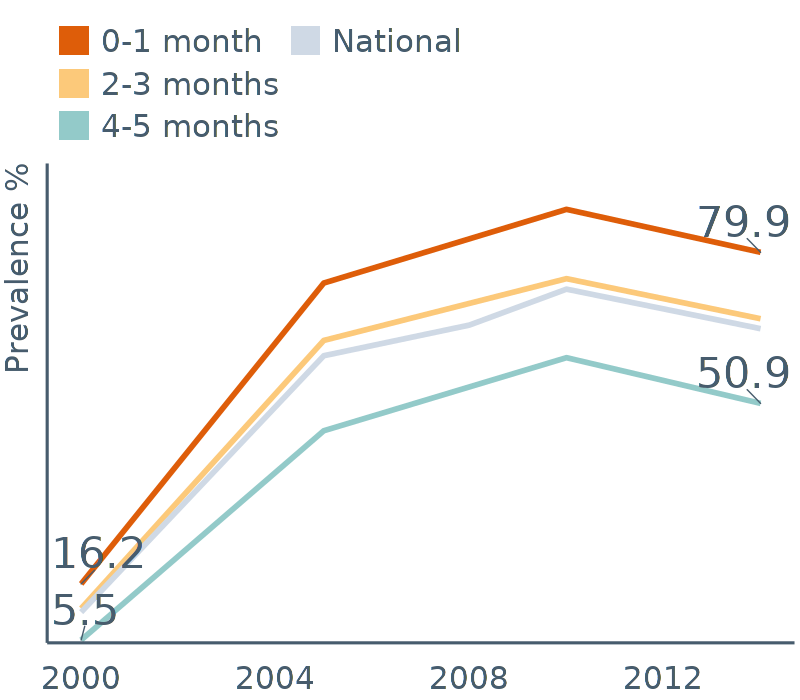 0-1 month
National
2-3 months
4-5 months
Prevalence %
79.9
50.9
16.2
5.5
2000 2004 2008 2012